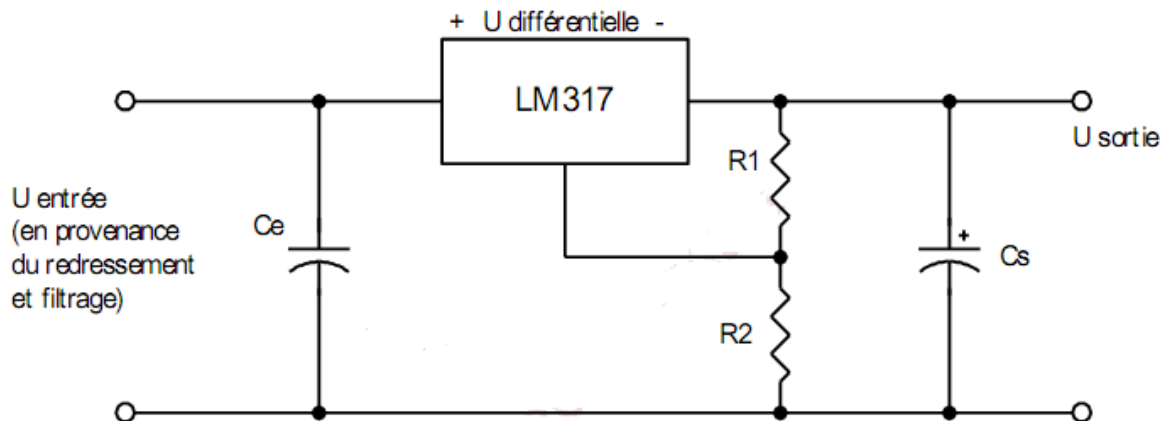 + U différentielle -
LM317
R1
U sortie
U entrée
(en provenance
du redressement
et filtrage)
Ce
+
Cs
R2